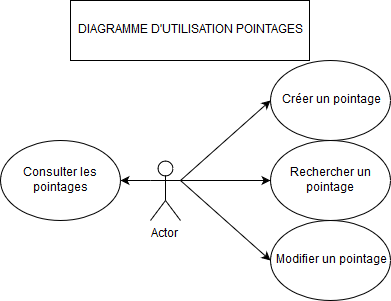 DIAGRAMME D'UTILISATION POINTAGES
Créer un pointage
Consulter les
pointages
Rechercher un
pointage
Actor
Modifier un pointage